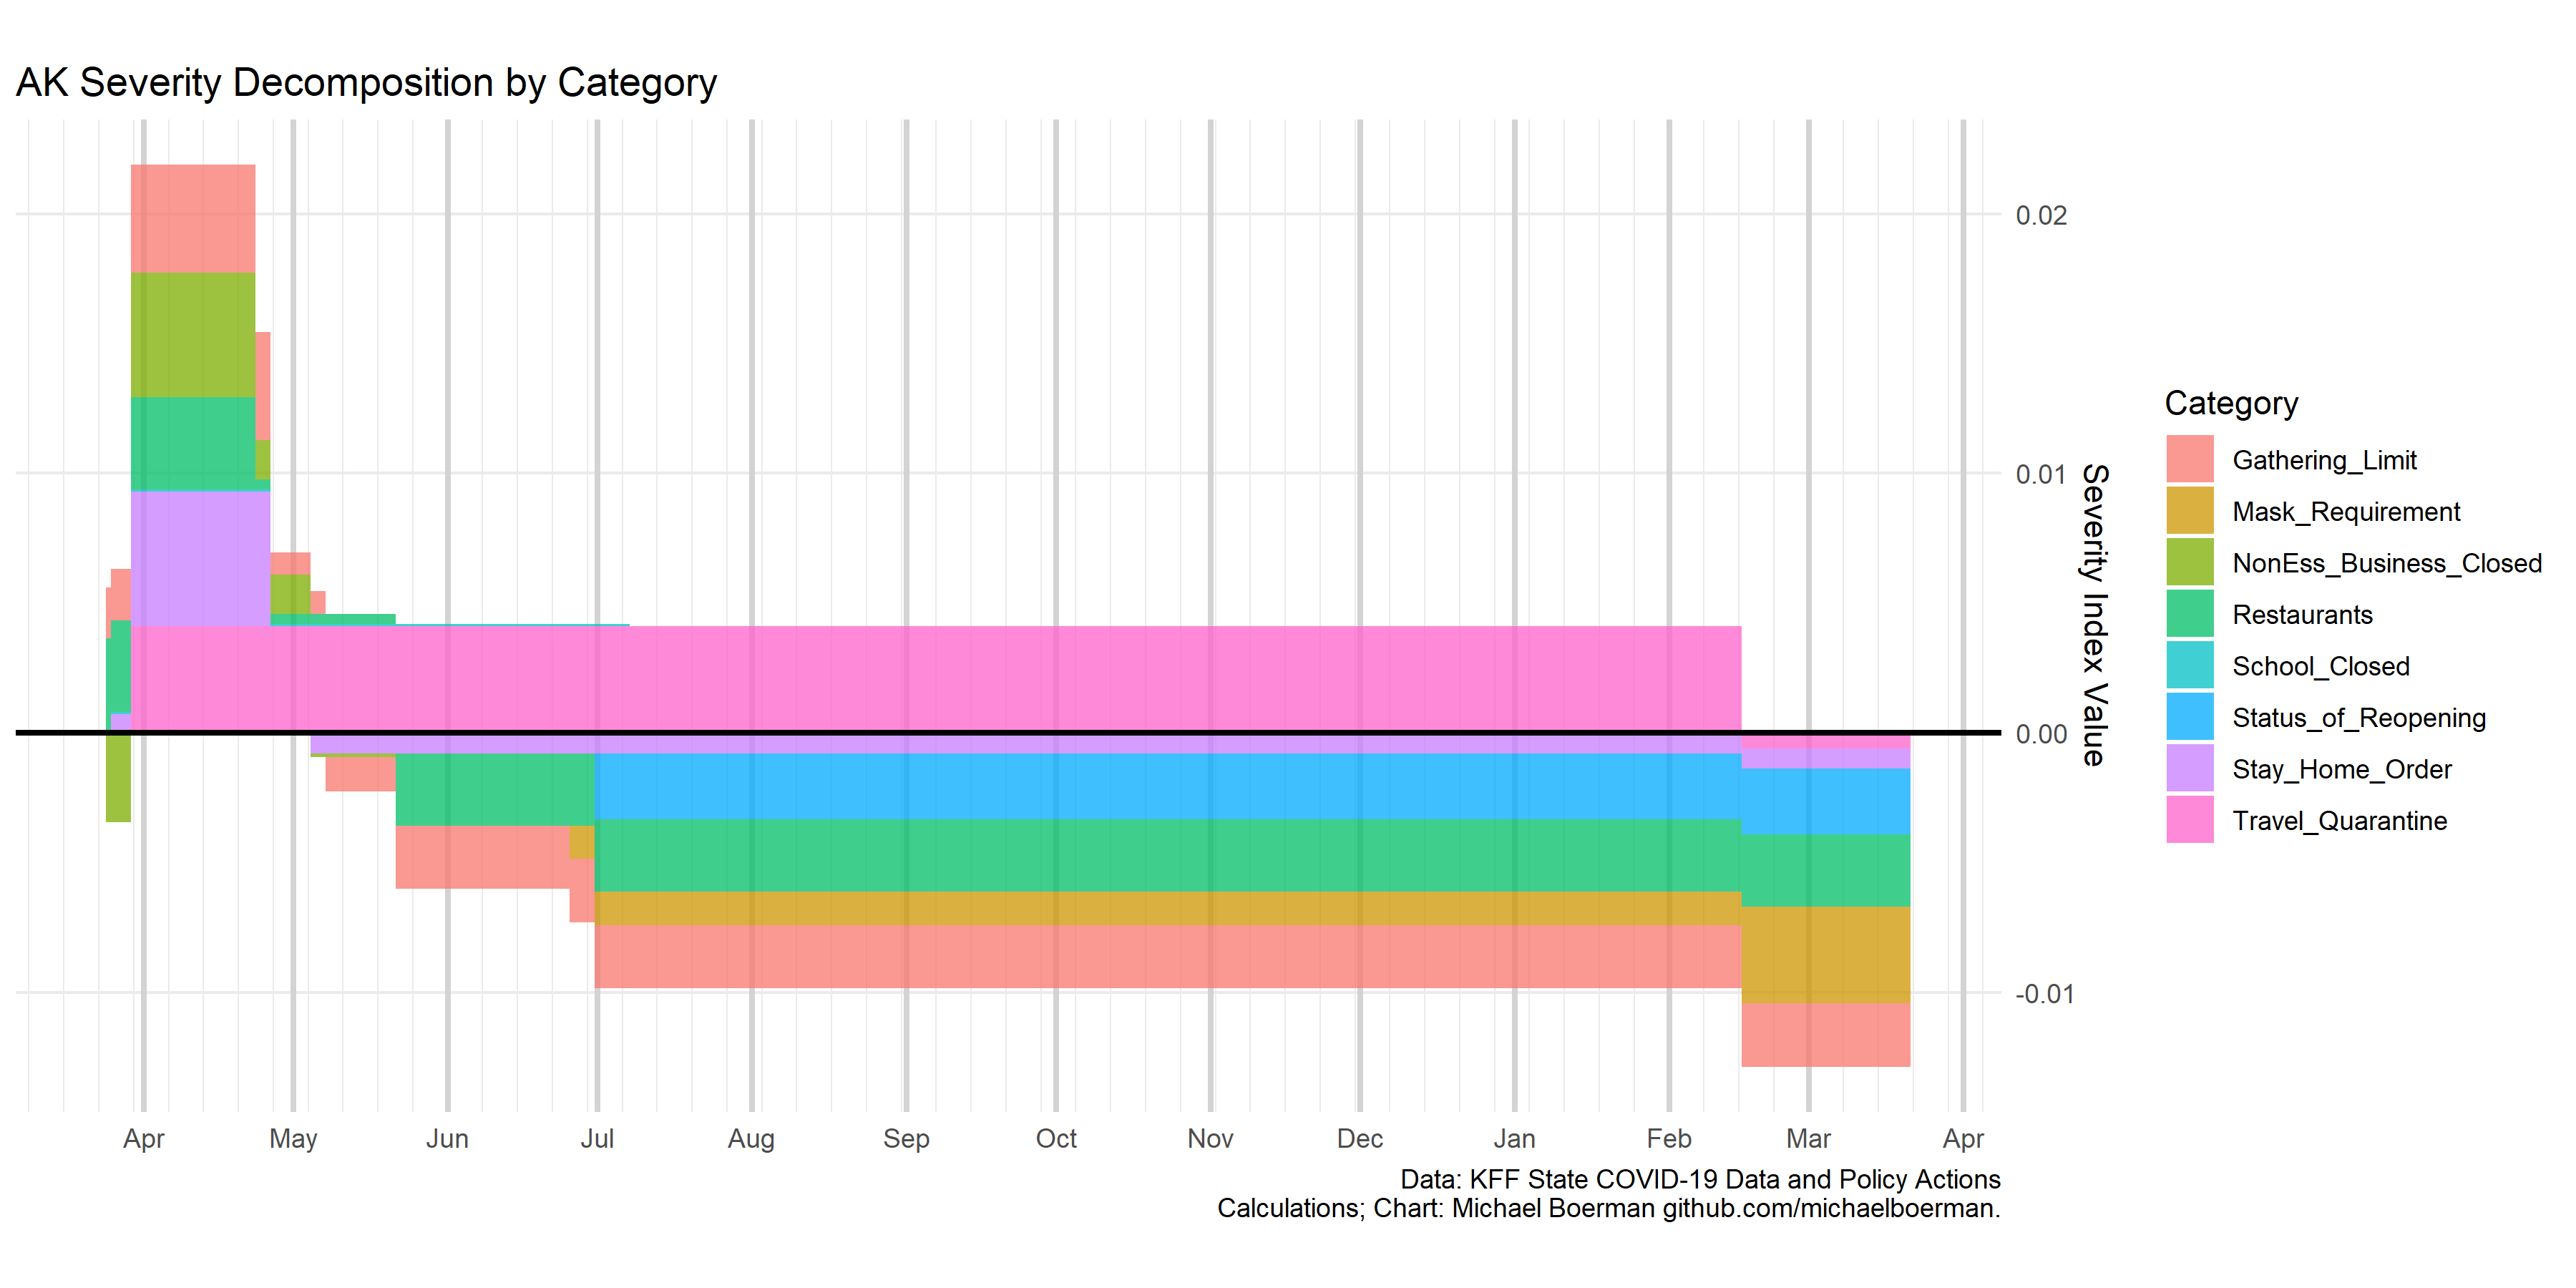 AK Severity Decomposition by Category
0.02
0.01
0.00
-0.01
Severity Index Value
Category
Gathering_Limit
Mask_Requirement
NonEss_Business_Closed
Restaurants
School_Closed
Status_of_Reopening
Stay_Home_Order
Travel_Quarantine
Apr May Jun Jul Aug Sep Oct Nov Dec Jan Feb Mar Apr
Data: KFF State COVID-19 Data and Policy Actions
Calculations; Chart: Michael Boerman github.com/michaelboerman.